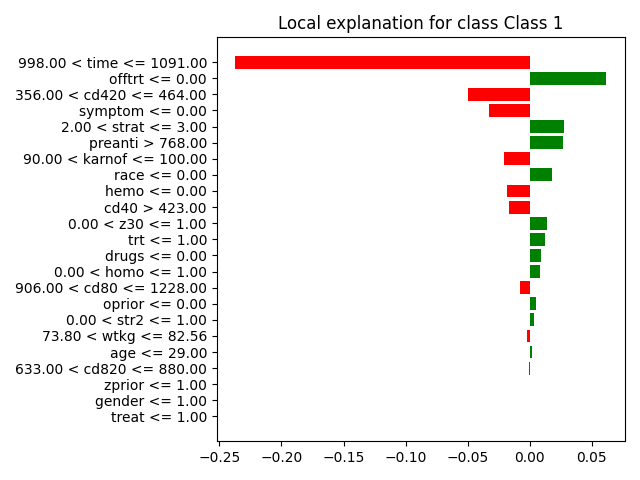 Local explanation for class Class 1
998.00 < time <= 1091.00
offtrt <= 0.00
356.00 < cd420 <= 464.00
symptom <= 0.00
2.00 < strat <= 3.00
preanti > 768.00
90.00 < karnof <= 100.00
race <= 0.00
hemo <= 0.00
cd40 > 423.00
0.00 < z30 <= 1.00
trt <= 1.00
drugs <= 0.00
0.00 < homo <= 1.00
906.00 < cd80 <= 1228.00
oprior <= 0.00
0.00 < str2 <= 1.00
73.80 < wtkg <= 82.56
age <= 29.00
633.00 < cd820 <= 880.00
zprior <= 1.00
gender <= 1.00
treat <= 1.00
−0.25 −0.20 −0.15 −0.10 −0.05 0.00 0.05